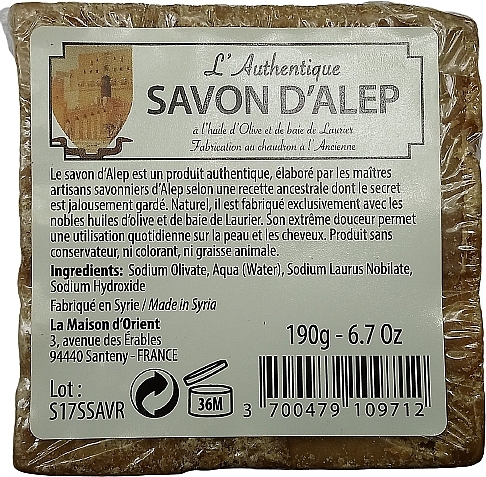 L'Authentique
SAVON D'ALEP
à l'huile d'Olive et de baie de Laurier
Fabrication au chaudron à l'Ancienne
Le savon d'Alep est un produit authentique, élaboré par les maîtres
artisans savonniers d'Alep selon une recette ancestrale dont le secret
est jalousement gardé. Naturel, il est fabriqué exclusivement avec les
nobles huiles d'olive et de baie de Laurier. Son extrême douceur permet
une utilisation quotidienne sur la peau et les cheveux. Produit sans
conservateur, ni colorant, ni graisse animale.
Ingredients: Sodium Olivate, Aqua (Water), Sodium Laurus Nobilate,
Sodium Hydroxide
Fabriqué en Syrie / Made in Syria
La Maison d'Orient
3, avenue des Érables
94440 Santeny - FRANCE
190g - 6.7 Oz
Lot :
S17SSAVR
36M
3 700479 109712